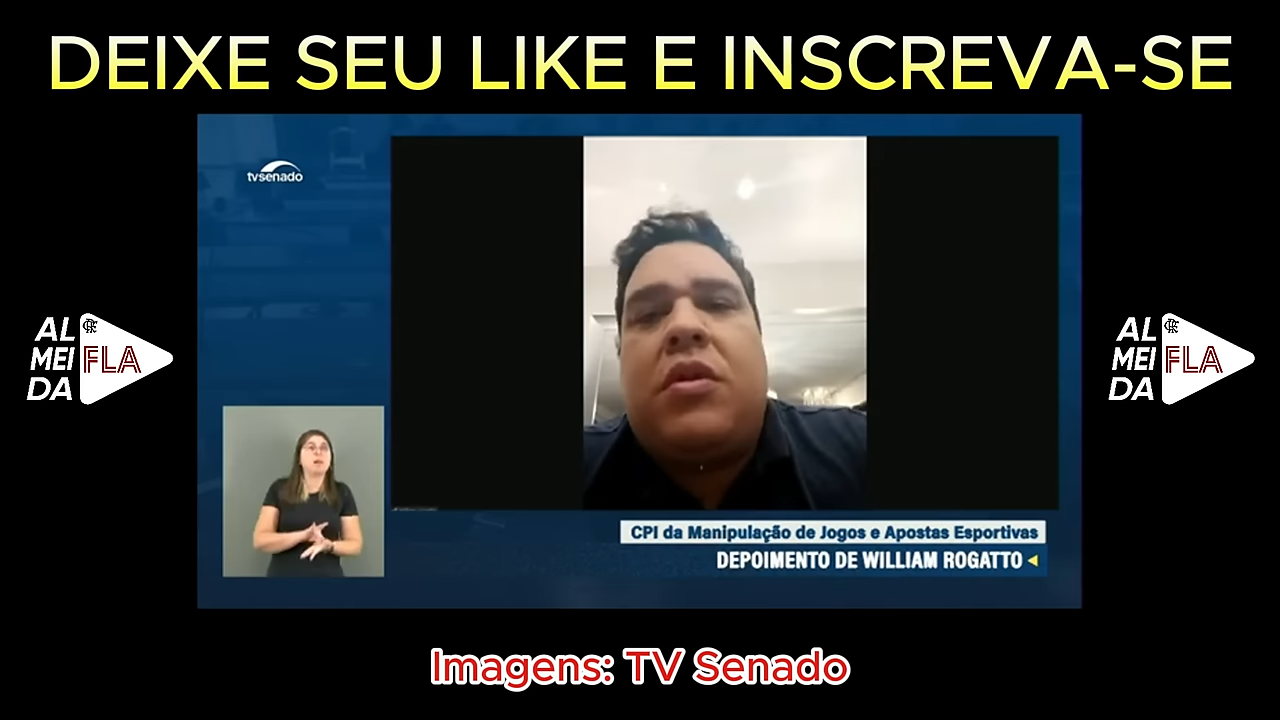 DEIXE SEU LIKE E INSCREVA-SE
tvsenado
AL
MEI
DA
FLA
AL
MEI
DA
FLA
CPI da Manipulação de Jogos e Apostas Esportivas
DEPOIMENTO DE WILLIAM ROGATTO
Imagens: TV Senado